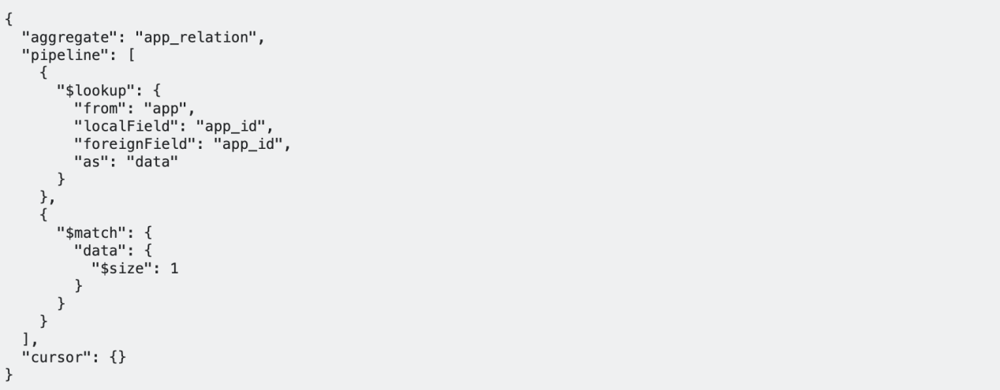 {
  "aggregate": "app_relation",
  "pipeline": [
    {
      "$lookup": {
        "from": "app",
        "localField": "app_id",
        "foreignField": "app_id",
        "as": "data"
      }
    },
    {
      "$match": {
        "data": {
          "$size": 1
        }
      }
    }
  ],
  "cursor": {}
}